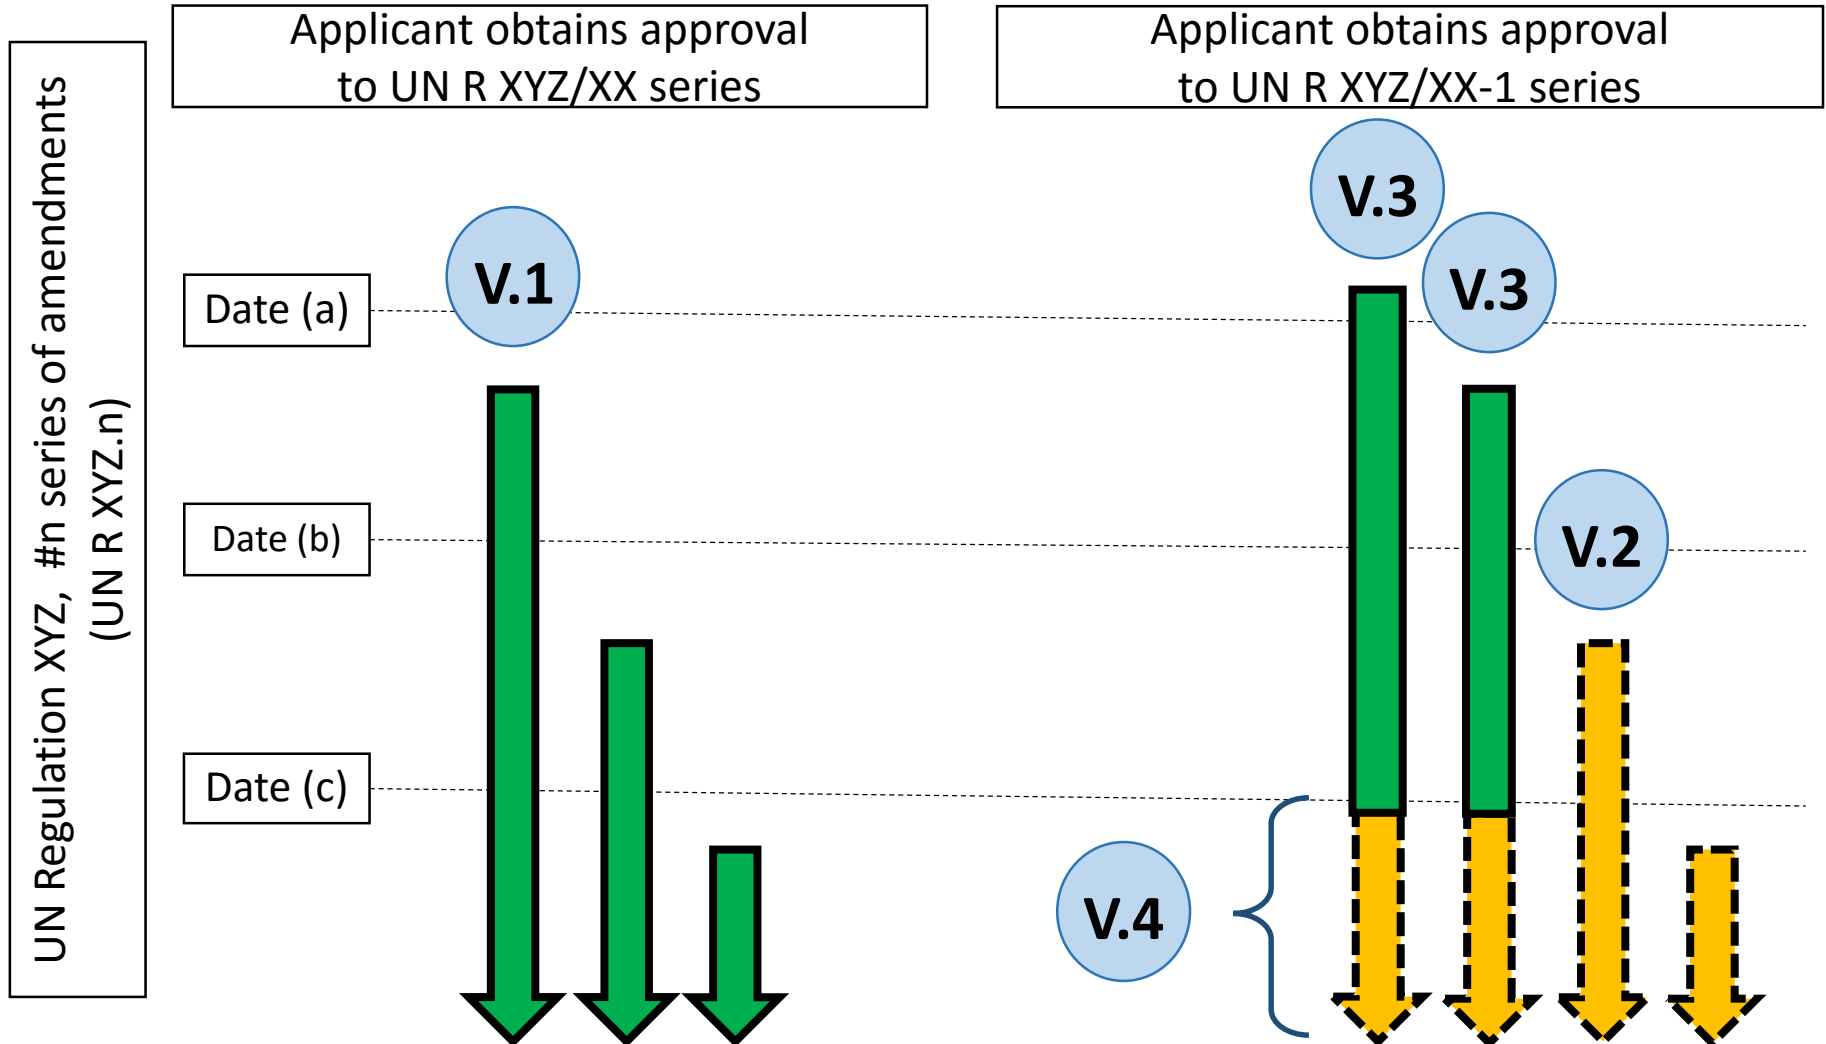 UN Regulation XYZ, #n series of amendments
(UN R XYZ.n)
Applicant obtains approval
to UN R XYZ/XX series
Applicant obtains approval
to UN R XYZ/XX-1 series
V.3
V.1
V.3
Date (a)
Date (b)
V.2
Date (c)
V.4